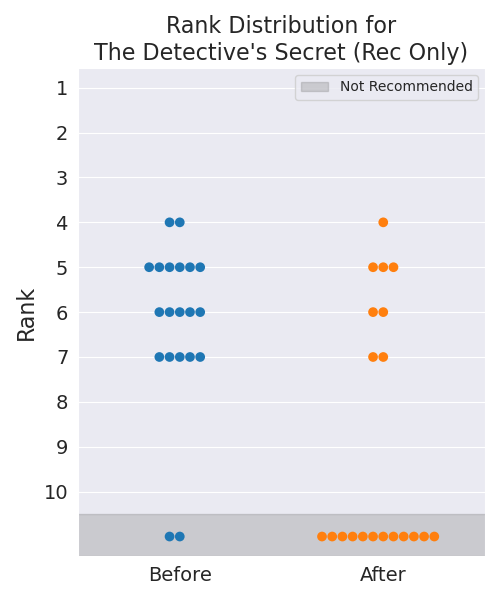 Rank Distribution for
The Detective's Secret (Rec Only)
Not Recommended
Rank
1
2
3
4
5
6
7
8
9
10
Before After